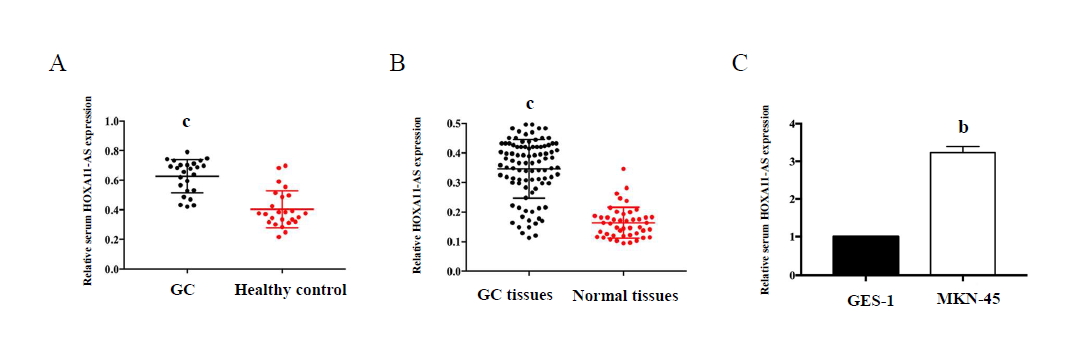 A
B
C
Relative serum HOXA11-AS expression
1.0
0.8
0.6
0.4
0.2
0.0
c
GC
Healthy control
Relative HOXA11-AS expression
0.5
0.4
0.3
0.2
0.1
0.0
c
GC tissues
Normal tissues
Relative serum HOXA11-AS expression
4
3
2
1
0
b
GES-1
MKN-45